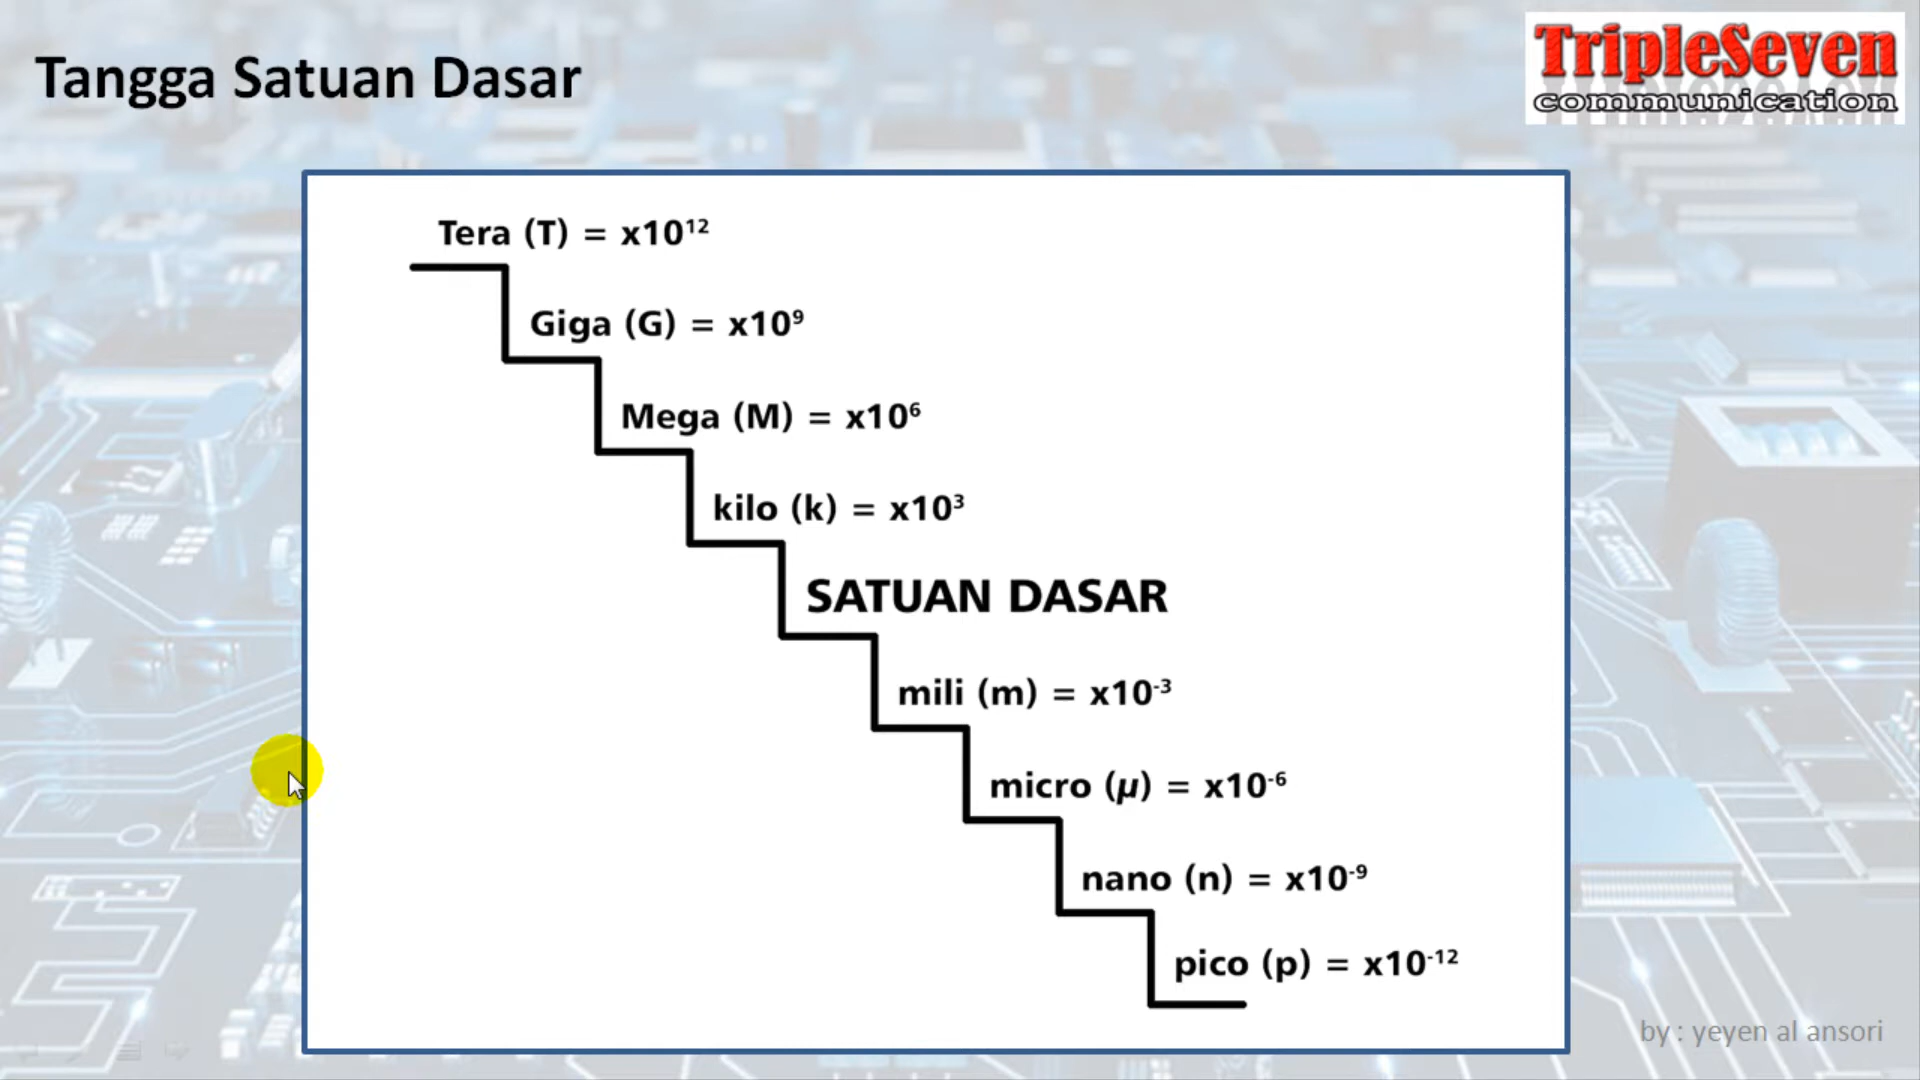 Tangga Satuan Dasar
TripleSeven
communication
Tera (T) = x10¹²
Giga (G) = x10⁹
Mega (M) = x10⁶
kilo (k) = x10³
SATUAN DASAR
mili (m) = x10⁻³
micro (µ) = x10⁻⁶
nano (n) = x10⁻⁹
pico (p) = x10⁻¹²
by : yeyen al ansori